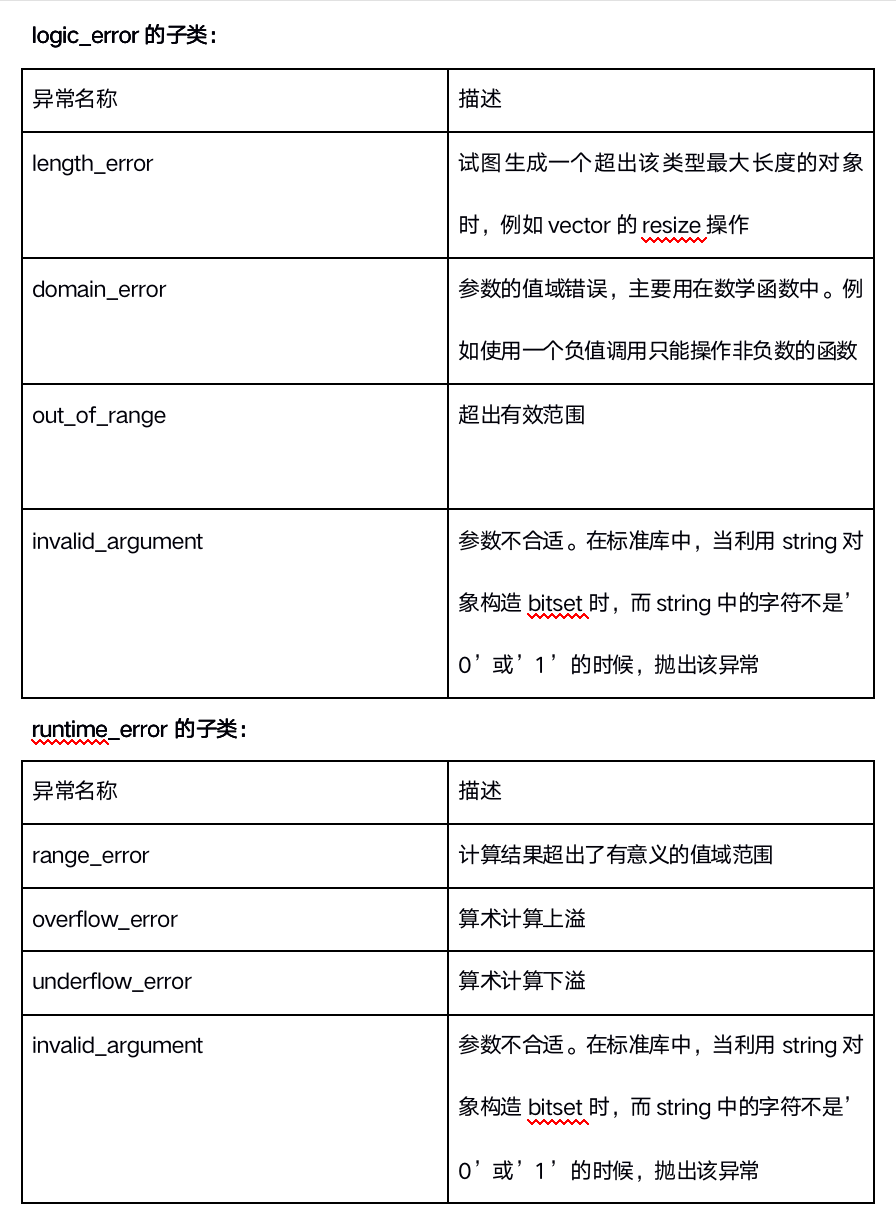 logic_error 的子类：
异常名称
描述
length_error
试图生成一个超出该类型最大长度的对象
时，例如 vector 的 resize 操作
domain_error
参数的值域错误，主要用在数学函数中。例
如使用一个负值调用只能操作非负数的函数
out_of_range
超出有效范围
invalid_argument
参数不合适。在标准库中，当利用 string 对
象构造 bitset 时，而 string 中的字符不是’
0’或’1’的时候，抛出该异常
runtime_error 的子类：
异常名称
描述
range_error
计算结果超出了有意义的值域范围
overflow_error
算术计算上溢
underflow_error
算术计算下溢
invalid_argument
参数不合适。在标准库中，当利用 string 对
象构造 bitset 时，而 string 中的字符不是’
0’或’1’的时候，抛出该异常